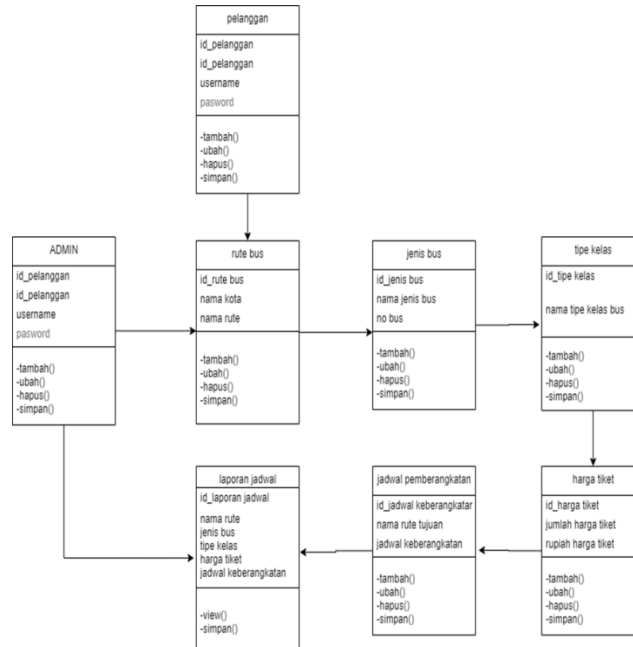 pelanggan
id_pelanggan
id_pelanggan
username
pasword
-tambah()
-ubah()
-hapus()
-simpan()
ADMIN
id_pelanggan
id_pelanggan
username
pasword
-tambah()
-ubah()
-hapus()
-simpan()
rute bus
id_rute bus
nama kota
nama rute
-tambah()
-ubah()
-hapus()
-simpan()
jenis bus
id_jenis bus
nama jenis bus
no bus
-tambah()
-ubah()
-hapus()
-simpan()
tipe kelas
id_tipe kelas
nama tipe kelas bus
-tambah()
-ubah()
-hapus()
-simpan()
laporan jadwal
id_laporan jadwal
nama rute
jenis bus
tipe kelas
harga tiket
jadwal keberangkatan
-view()
-simpan()
jadwal pemberangkatan
id_jadwal keberangkatar
nama rute tujuan
jadwal keberangkatan
-tambah()
-ubah()
-hapus()
-simpan()
harga tiket
id_harga tiket
jumlah harga tiket
rupiah harga tiket
-tambah()
-ubah()
-hapus()
-simpan()